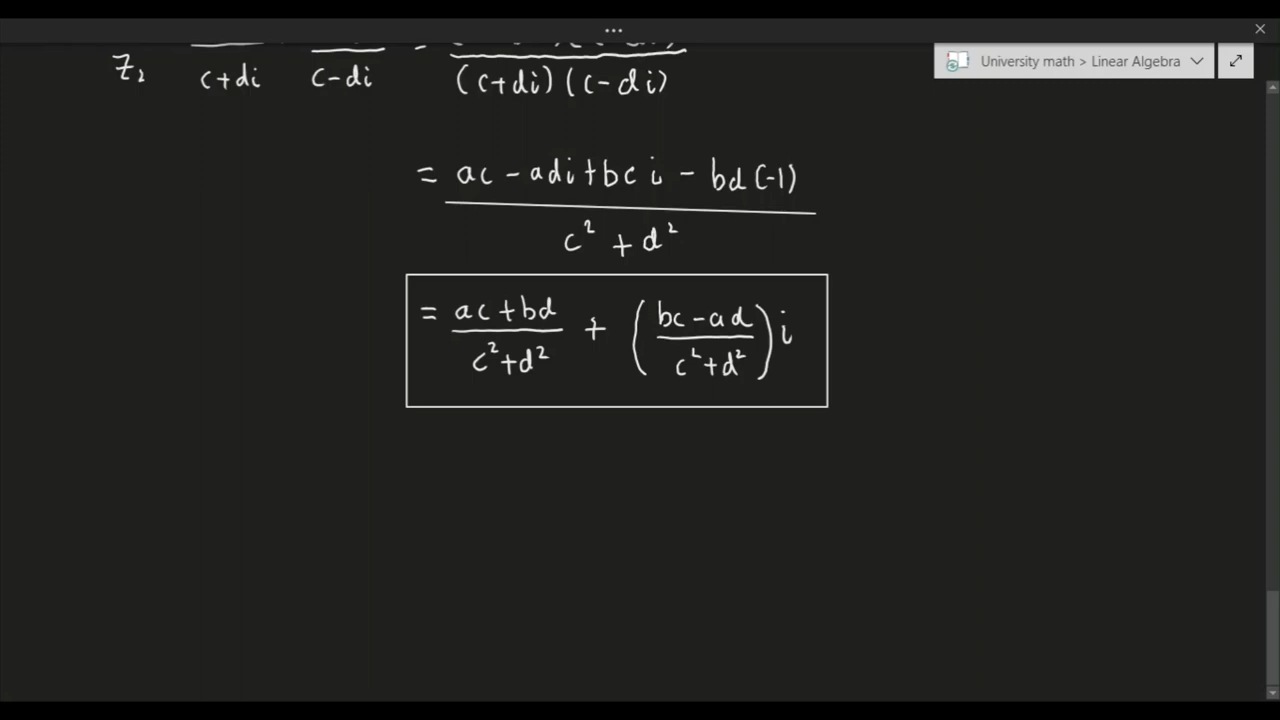 z₂ c+di c-di = (c+di)(c-di)
University math > Linear Algebra
= ac - adi + bci - bd(-1)
c² + d²
= ac+bd + (bc-ad) i
c²+d² c²+d²